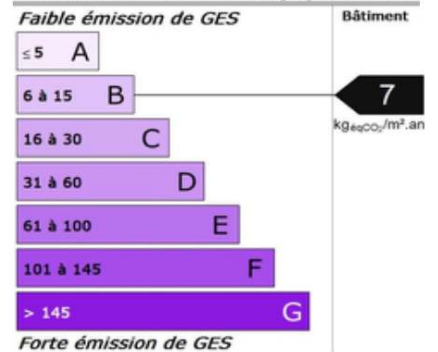 Faible émission de GES Bâtiment
≤ 5 A
6 à 15 B 7
kgéqCO₂/m².an
16 à 30 C
31 à 60 D
61 à 100 E
101 à 145 F
> 145 G
Forte émission de GES